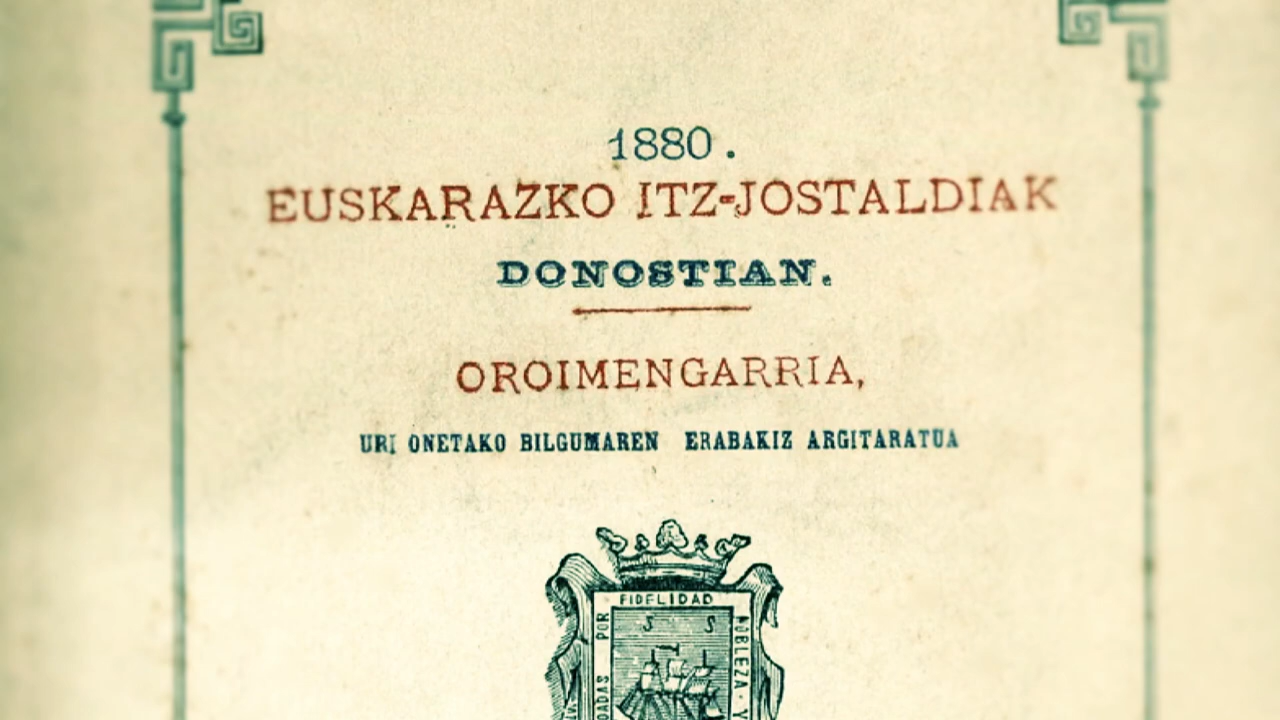 1880.
EUSKARAZKO ITZ-JOSTALDIAK
DONOSTIAN.
OROIMENGARRIA,
URI ONETAKO BILGUMAREN ERABAKIZ ARGITARATUA
FIDELIDAD
S S
POR
NOBLEZA · Y